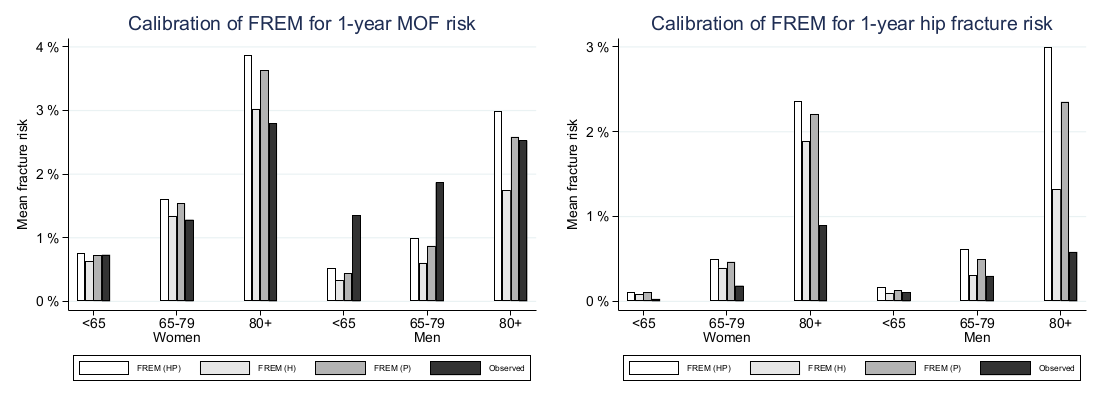 Calibration of FREM for 1-year MOF risk
Mean fracture risk
4 %
3 %
2 %
1 %
0 %
<65 65-79 80+ <65 65-79 80+
Women Men
FREM (HP) FREM (H) FREM (P) Observed
Calibration of FREM for 1-year hip fracture risk
Mean fracture risk
3 %
2 %
1 %
0 %
<65 65-79 80+ <65 65-79 80+
Women Men
FREM (HP) FREM (H) FREM (P) Observed